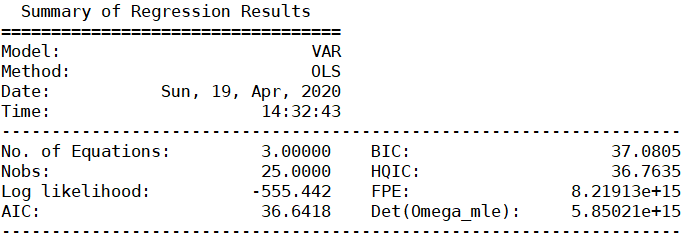 Summary of Regression Results
==================================
Model: VAR
Method: OLS
Date: Sun, 19, Apr, 2020
Time: 14:32:43
--------------------------------------------------------------------
No. of Equations: 3.00000 BIC: 37.0805
Nobs: 25.0000 HQIC: 36.7635
Log likelihood: -555.442 FPE: 8.21913e+15
AIC: 36.6418 Det(Omega_mle): 5.85021e+15
--------------------------------------------------------------------